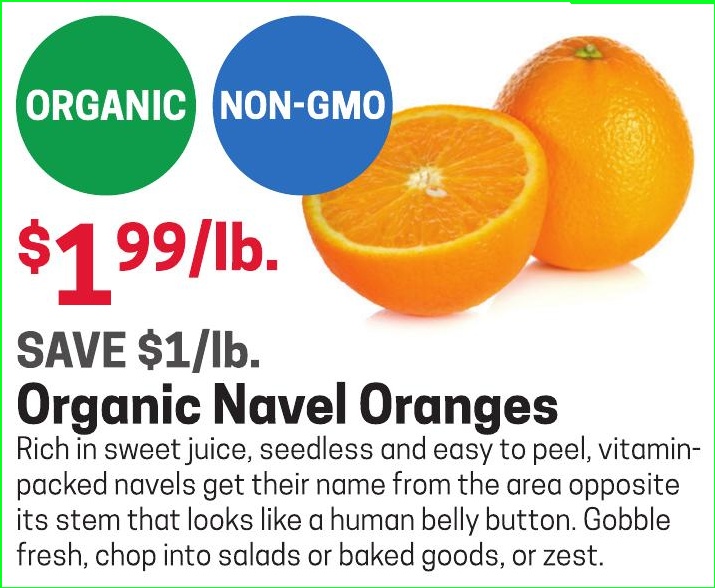 ORGANIC
NON-GMO
$1.99/lb.
SAVE $1/lb.
Organic Navel Oranges
Rich in sweet juice, seedless and easy to peel, vitamin-
packed navels get their name from the area opposite
its stem that looks like a human belly button. Gobble
fresh, chop into salads or baked goods, or zest.